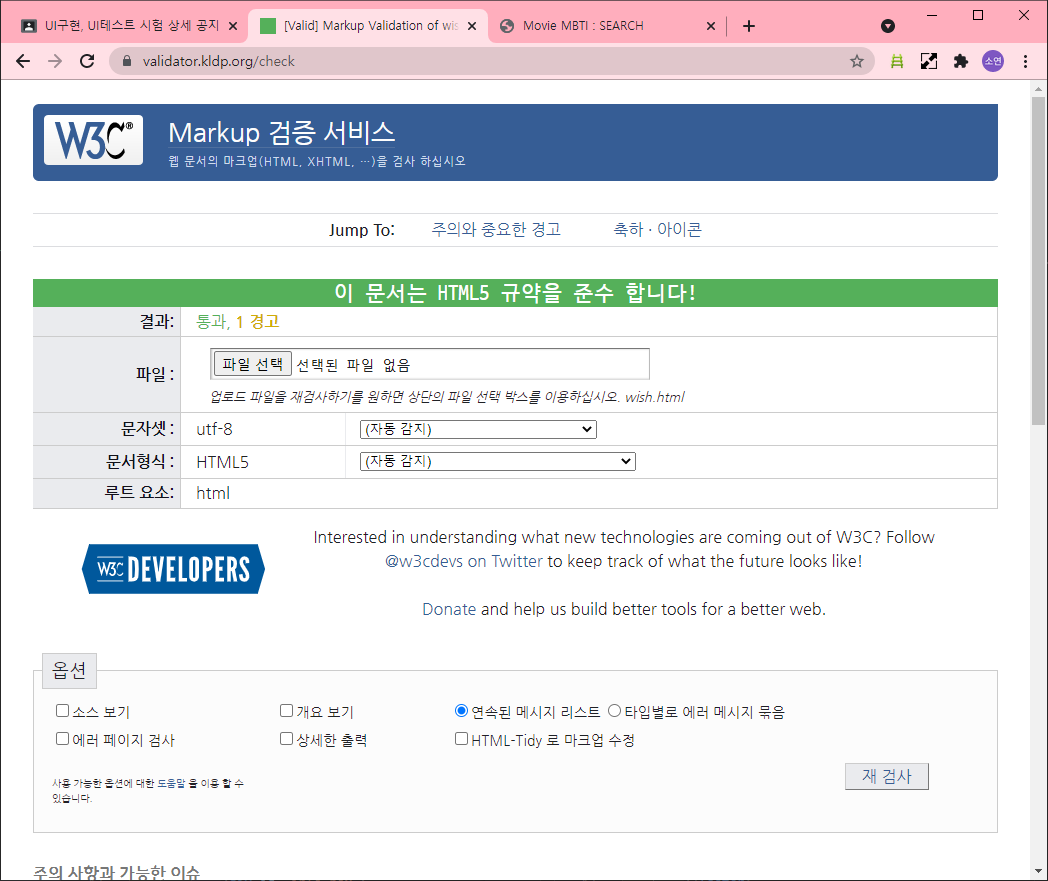 UI구현, UI테스트 시험 상세 공지
[Valid] Markup Validation of wis
Movie MBTI : SEARCH
validator.kldp.org/check
소연
W3C®
Markup 검증 서비스
웹 문서의 마크업(HTML, XHTML, …)을 검사 하십시오
Jump To: 주의와 중요한 경고 축하 · 아이콘
이 문서는 HTML5 규약을 준수 합니다!
결과: 통과, 1 경고
파일 : 파일 선택 선택된 파일 없음
업로드 파일을 재검사하기를 원하면 상단의 파일 선택 박스를 이용하십시오. wish.html
문자셋 : utf-8 (자동 감지)
문서형식 : HTML5 (자동 감지)
루트 요소: html
W3C DEVELOPERS
Interested in understanding what new technologies are coming out of W3C? Follow
@w3cdevs on Twitter to keep track of what the future looks like!
Donate and help us build better tools for a better web.
옵션
소스 보기 개요 보기 연속된 메시지 리스트 타입별로 에러 메시지 묶음
에러 페이지 검사 상세한 출력 HTML-Tidy 로 마크업 수정
사용 가능한 옵션에 대한 도움말 을 이용 할 수
있습니다.
재 검사
주의 사항과 가능한 이슈